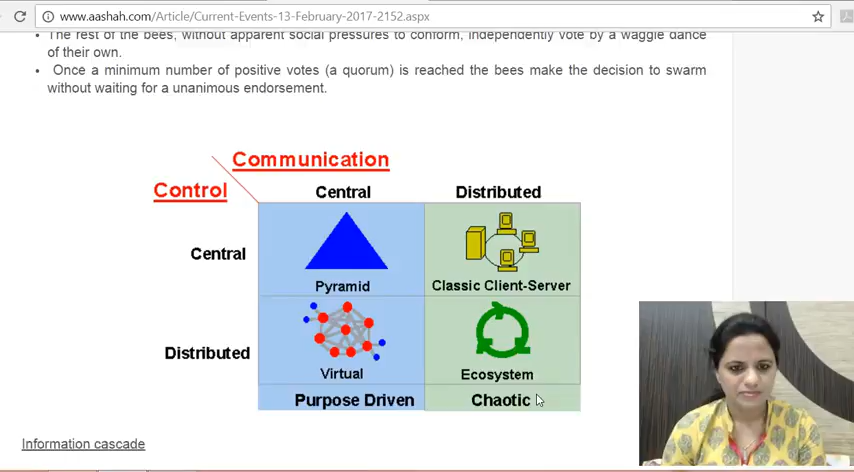 www.aashah.com/Article/Current-Events-13-February-2017-2152.aspx
The rest of the bees, without apparent social pressures to conform, independently vote by a waggle dance
of their own.
Once a minimum number of positive votes (a quorum) is reached the bees make the decision to swarm
without waiting for a unanimous endorsement.
Communication
Control
Central Distributed
Central
Pyramid Classic Client-Server
Distributed
Virtual Ecosystem
Purpose Driven Chaotic
Information cascade